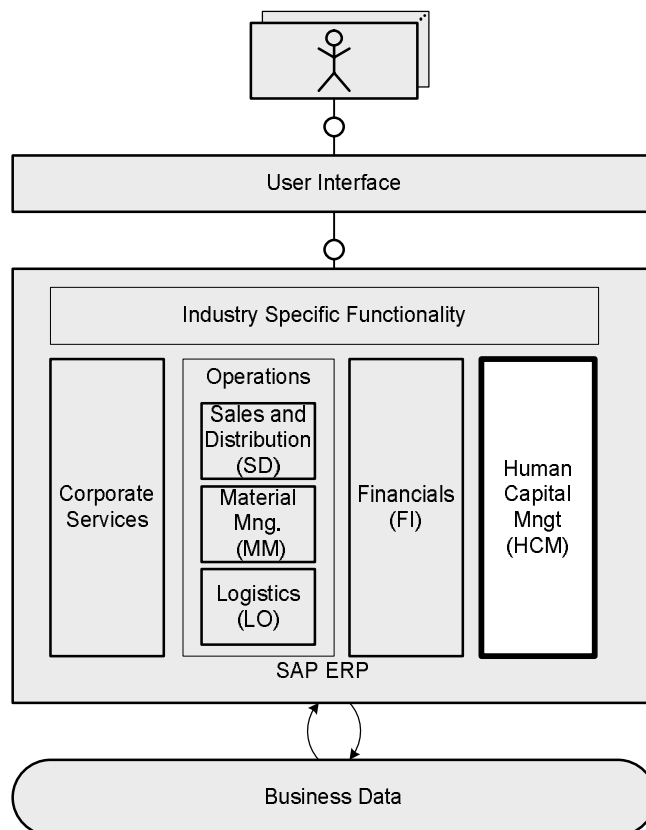 User Interface
Industry Specific Functionality
Corporate
Services
Operations
Sales and
Distribution
(SD)
Material
Mng.
(MM)
Logistics
(LO)
Financials
(FI)
Human
Capital
Mngt
(HCM)
SAP ERP
Business Data